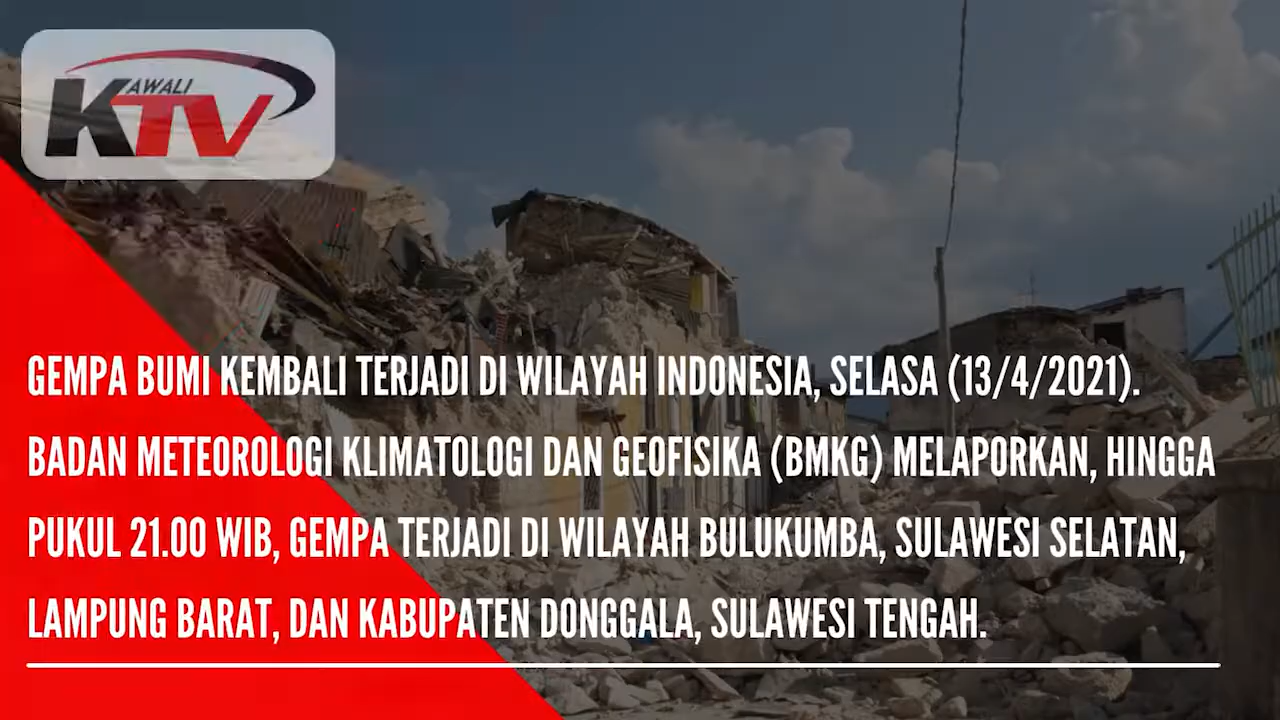 KAWALI
KTV
GEMPA BUMI KEMBALI TERJADI DI WILAYAH INDONESIA, SELASA (13/4/2021).
BADAN METEOROLOGI KLIMATOLOGI DAN GEOFISIKA (BMKG) MELAPORKAN, HINGGA
PUKUL 21.00 WIB, GEMPA TERJADI DI WILAYAH BULUKUMBA, SULAWESI SELATAN,
LAMPUNG BARAT, DAN KABUPATEN DONGGALA, SULAWESI TENGAH.